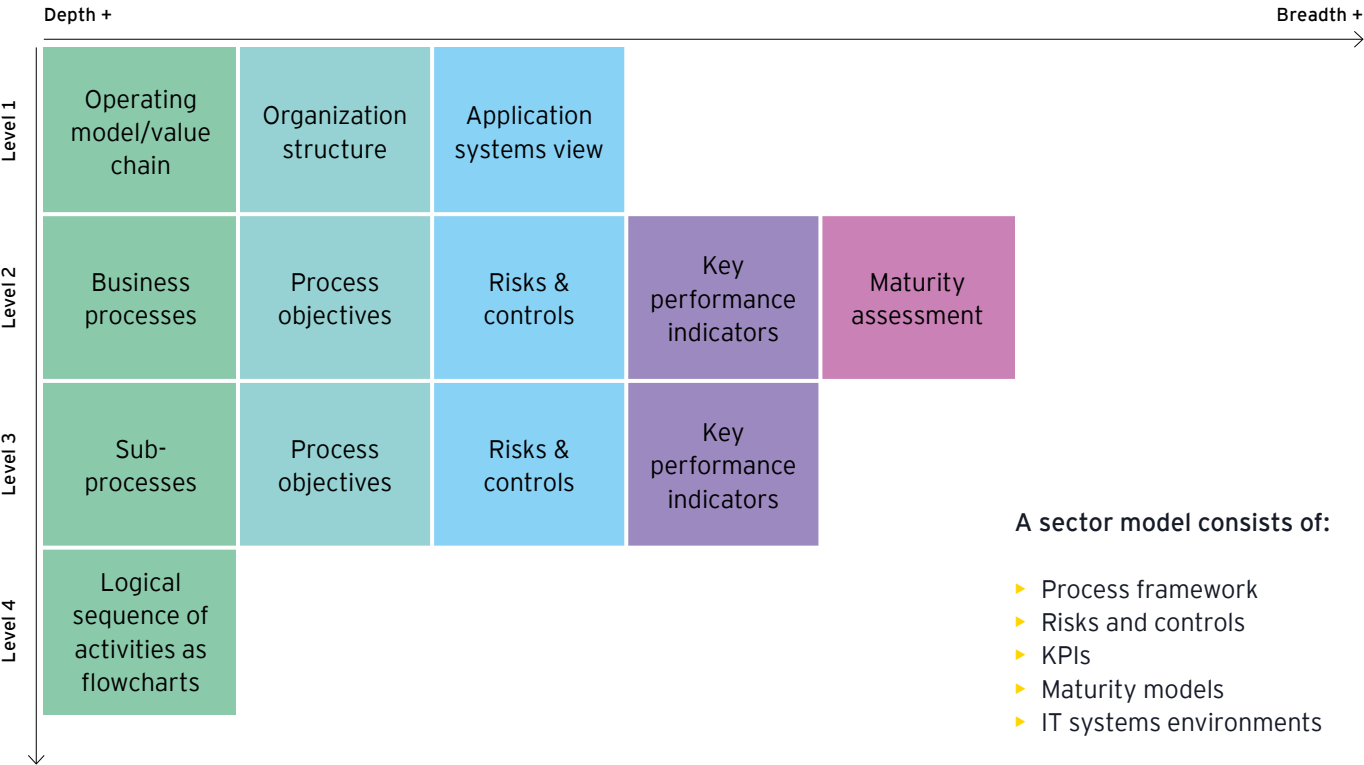 Depth +
Breadth +
Level 1
Operating
model/value
chain
Organization
structure
Application
systems view
Level 2
Business
processes
Process
objectives
Risks &
controls
Key
performance
indicators
Maturity
assessment
Level 3
Sub-
processes
Process
objectives
Risks &
controls
Key
performance
indicators
Level 4
Logical
sequence of
activities as
flowcharts
A sector model consists of:
► Process framework
► Risks and controls
► KPIs
► Maturity models
► IT systems environments